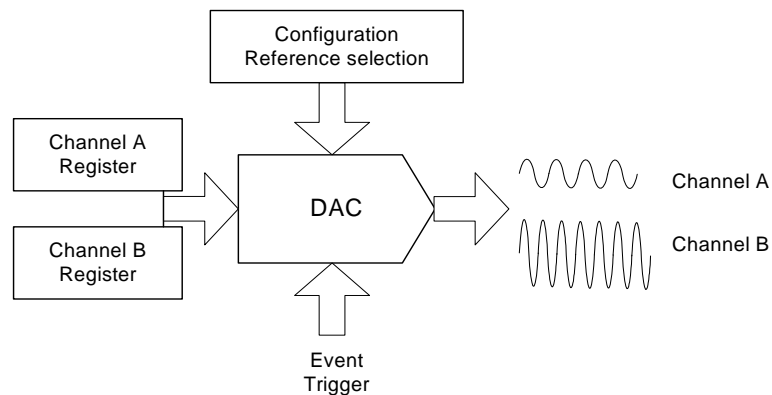 Configuration
Reference selection
Channel A
Register
DAC
Channel A
Channel B
Register
Channel B
Event
Trigger